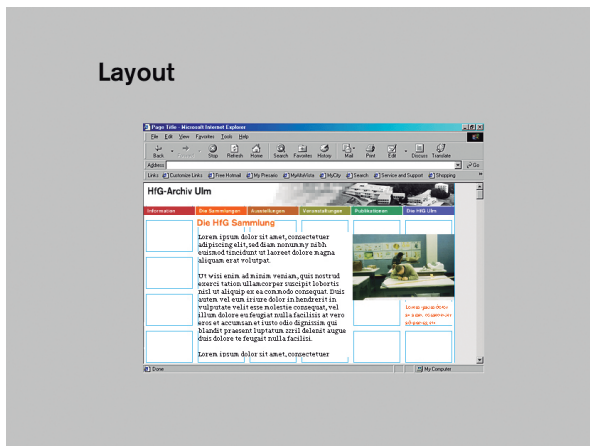 Layout
Page Title - Microsoft Internet Explorer
File Edit View Favorites Tools Help
Back Stop Refresh Home Search Favorites History Mail Print Edit Discuss Translate
Address Go
Links Customize Links Free Hotmail My Presario MyAltaVista MyCity Search Service and Support Shopping
HfG-Archiv Ulm
Information Die Sammlungen Ausstellungen Veranstaltungen Publikationen Die HfG Ulm
Die HfG Sammlung
Lorem ipsum dolor sit amet, consectetuer
adipiscing elit, sed diam nonummy nibh
euismod tincidunt ut laoreet dolore magna
aliquam erat volutpat.
Ut wisi enim ad minim veniam, quis nostrud
exerci tation ullamcorper suscipit lobortis
nisl ut aliquip ex ea commodo consequat. Duis
autem vel eum iriure dolor in hendrerit in
vulputate velit esse molestie consequat, vel
illum dolore eu feugiat nulla facilisis at vero
eros et accumsan et iusto odio dignissim qui
blandit praesent luptatum zzril delenit augue
duis dolore te feugait nulla facilisi.
Lorem ipsum dolor sit amet, consectetuer
Done My Computer